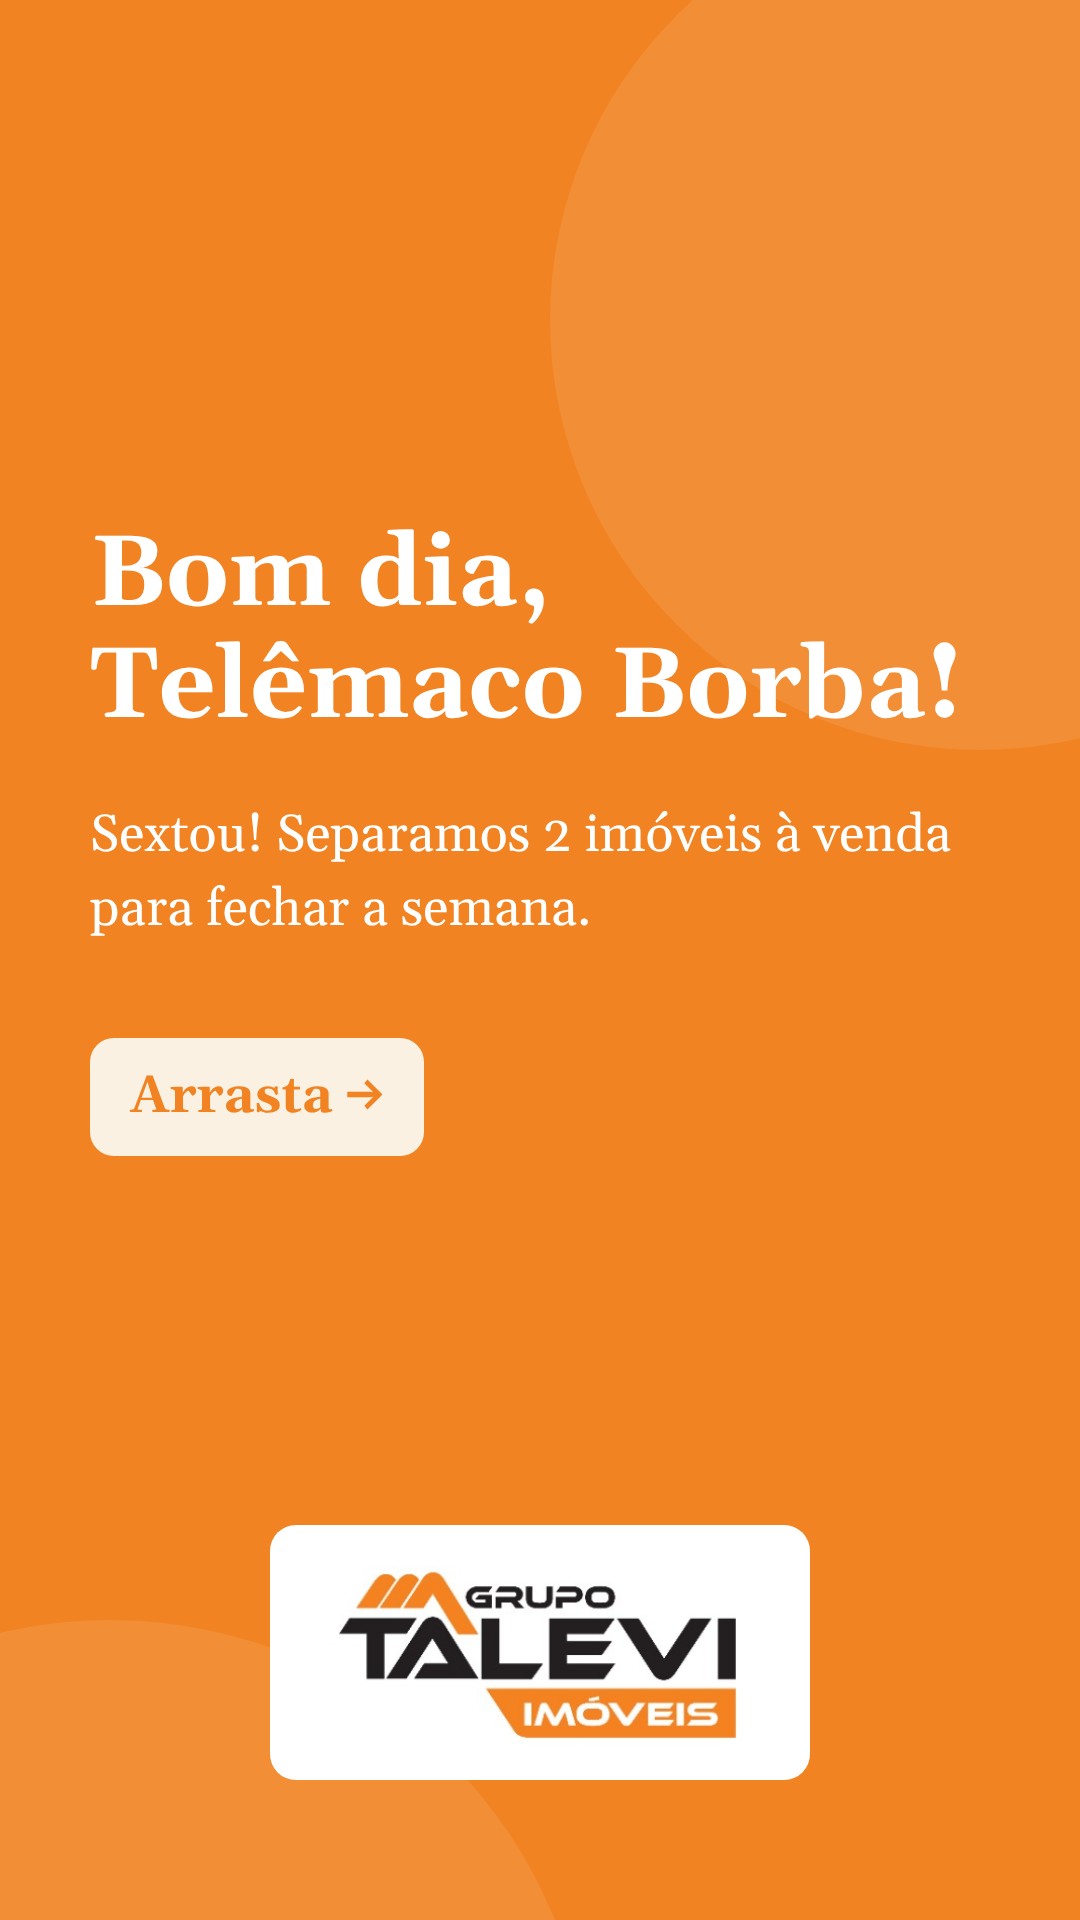 Bom dia,
Telêmaco Borba!
Sextou! Separamos 2 imóveis à venda
para fechar a semana.
Arrasta →
GRUPO
TALEVI
IMÓVEIS